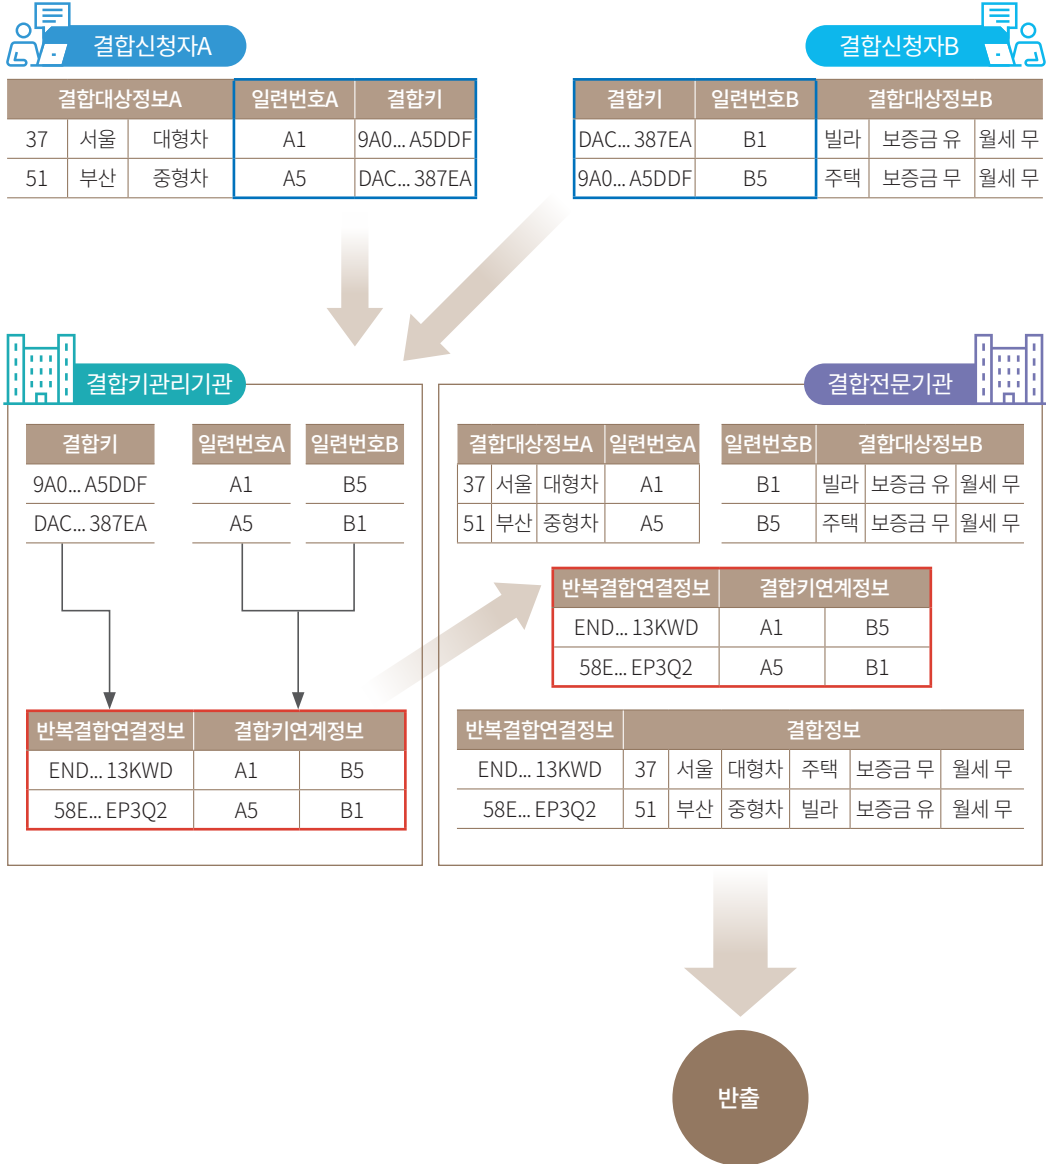 결합신청자A
결합신청자B
결합대상정보A 일련번호A 결합키
37 서울 대형차 A1 9A0... A5DDF
51 부산 중형차 A5 DAC... 387EA
결합키 일련번호B 결합대상정보B
DAC... 387EA B1 빌라 보증금 유 월세 무
9A0... A5DDF B5 주택 보증금 무 월세 무
결합키관리기관
결합키 일련번호A 일련번호B
9A0... A5DDF A1 B5
DAC... 387EA A5 B1
반복결합연결정보 결합키연계정보
END... 13KWD A1 B5
58E... EP3Q2 A5 B1
결합전문기관
결합대상정보A 일련번호A
37 서울 대형차 A1
51 부산 중형차 A5
일련번호B 결합대상정보B
B1 빌라 보증금 유 월세 무
B5 주택 보증금 무 월세 무
반복결합연결정보 결합키연계정보
END... 13KWD A1 B5
58E... EP3Q2 A5 B1
반복결합연결정보 결합정보
END... 13KWD 37 서울 대형차 주택 보증금 무 월세 무
58E... EP3Q2 51 부산 중형차 빌라 보증금 유 월세 무
반출